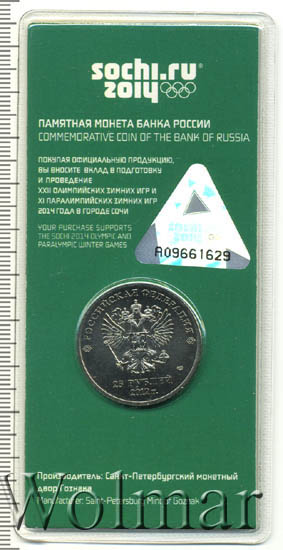 sochi.ru
2014
ПАМЯТНАЯ МОНЕТА БАНКА РОССИИ
COMMEMORATIVE COIN OF THE BANK OF RUSSIA
ПОКУПАЯ ОФИЦИАЛЬНУЮ ПРОДУКЦИЮ,
ВЫ ВНОСИТЕ ВКЛАД В ПОДГОТОВКУ
И ПРОВЕДЕНИЕ
XXII ОЛИМПИЙСКИХ ЗИМНИХ ИГР И
XI ПАРАЛИМПИЙСКИХ ЗИМНИХ ИГР
2014 ГОДА В ГОРОДЕ СОЧИ
YOUR PURCHASE SUPPORTS
THE SOCHI 2014 OLYMPIC AND
PARALYMPIC WINTER GAMES
SOCHI
2014
A09661629
РОССИЙСКАЯ ФЕДЕРАЦИЯ
25 РУБЛЕЙ
Производитель: Санкт-Петербургский монетный
двор Гознака
Manufacturer: Saint-Petersburg Mint of Goznak
Wolmar